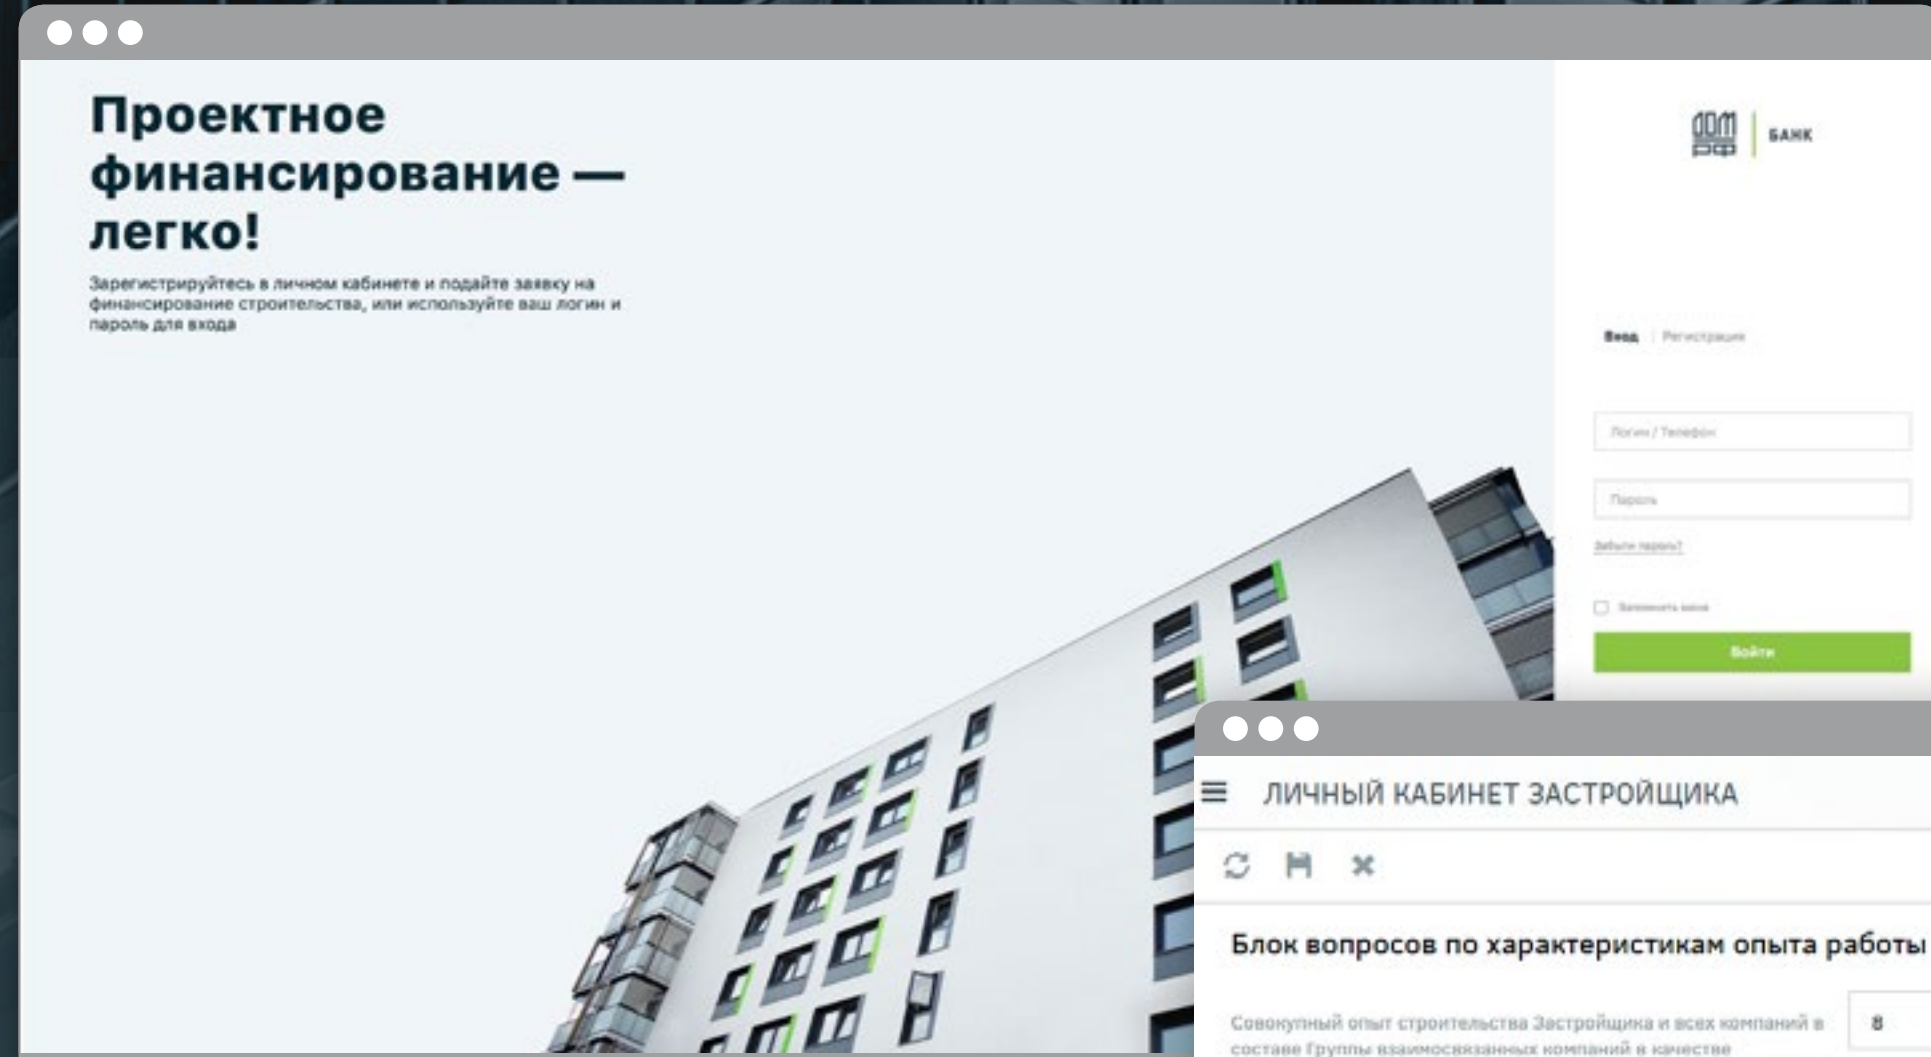 Проектное
финансирование —
легко!
Зарегистрируйтесь в личном кабинете и подайте заявку на
финансирование строительства, или используйте ваш логин и
пароль для входа
ДОМ
РФ
БАНК
Вход | Регистрация
Логин / Телефон
Пароль
Забыли пароль?
Запомнить меня
Войти
ЛИЧНЫЙ КАБИНЕТ ЗАСТРОЙЩИКА
Блок вопросов по характеристикам опыта работы
Совокупный опыт строительства Застройщика и всех компаний в
8
составе Группы взаимосвязанных компаний в качестве